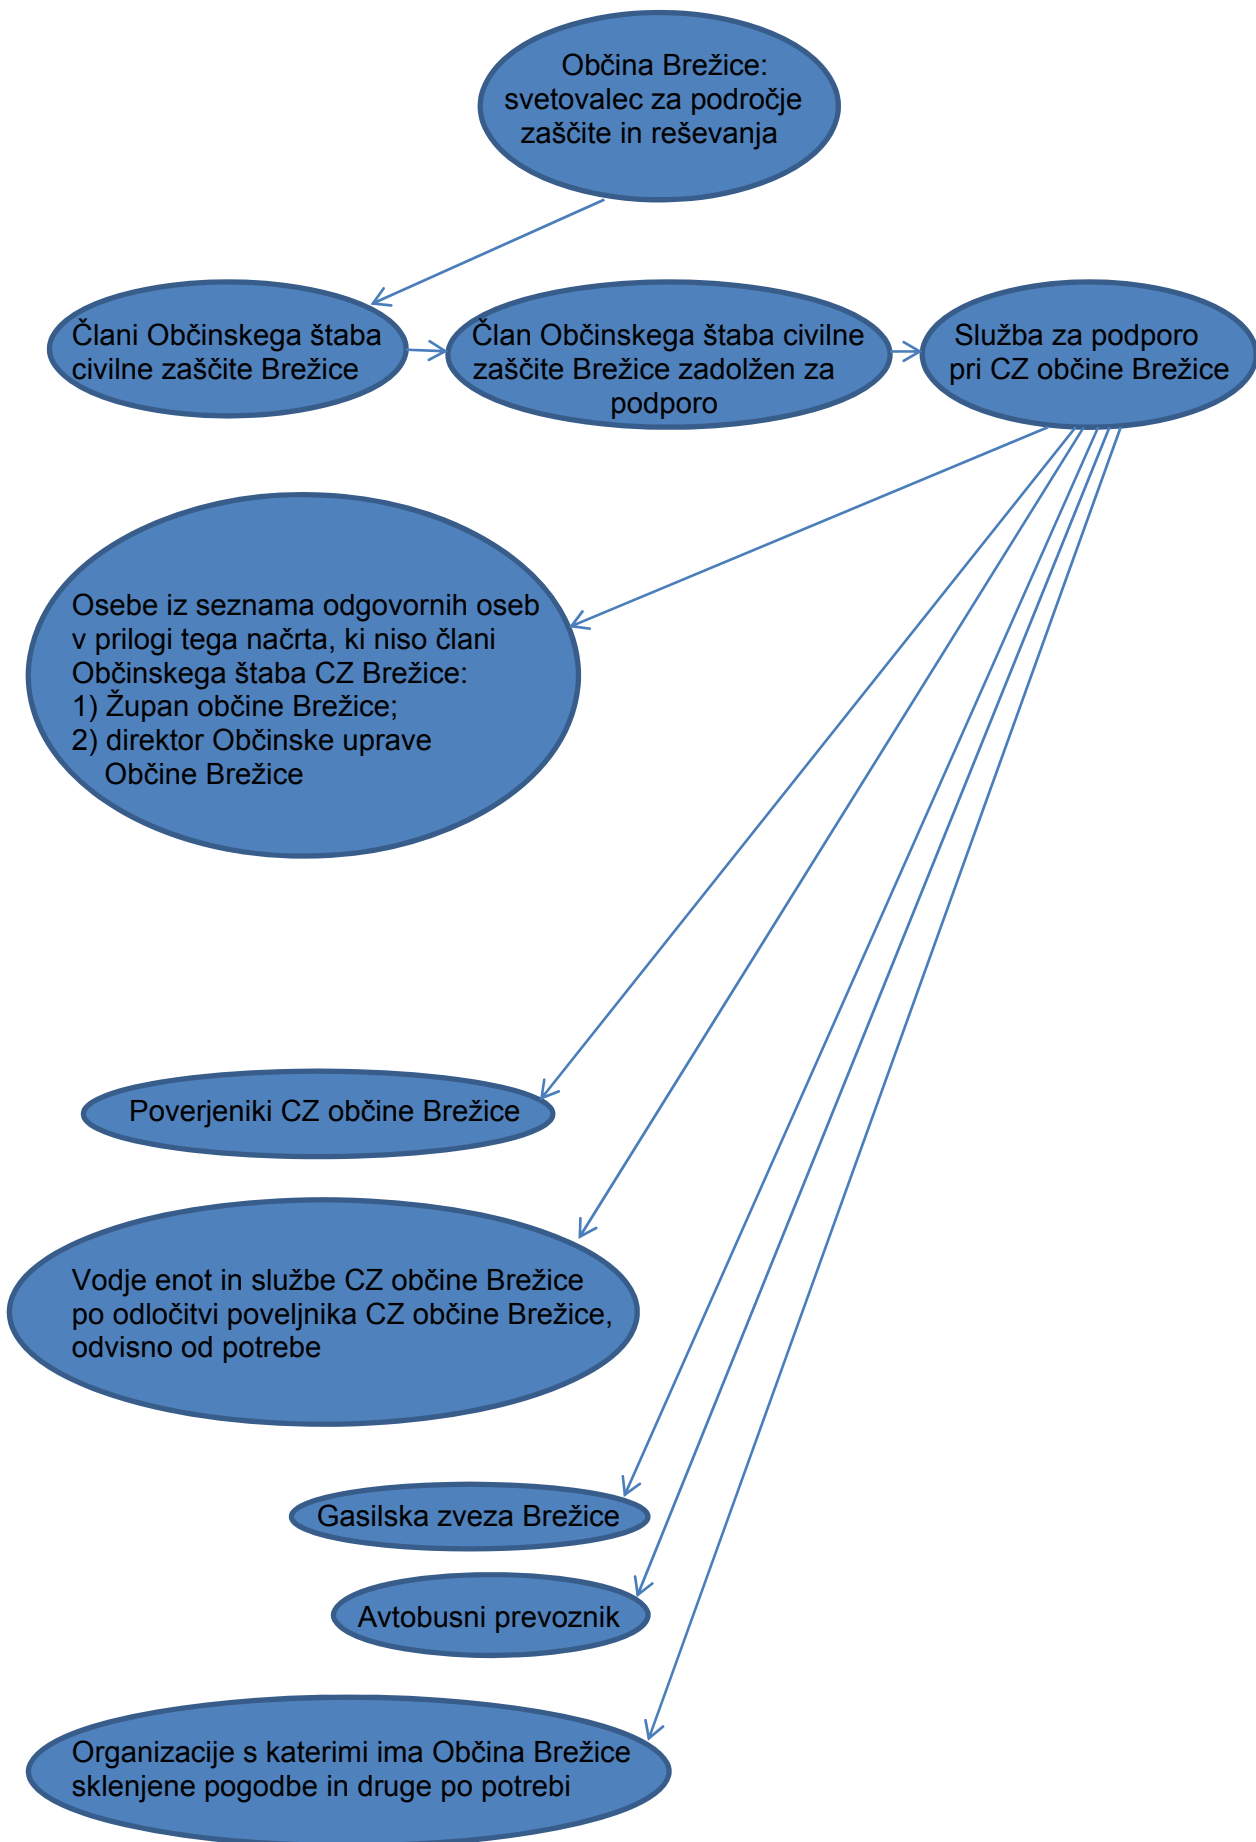 Občina Brežice:
svetovalec za področje
zaščite in reševanja
Člani Občinskega štaba
civilne zaščite Brežice
Član Občinskega štaba civilne
zaščite Brežice zadolžen za
podporo
Služba za podporo
pri CZ občine Brežice
Osebe iz seznama odgovornih oseb
v prilogi tega načrta, ki niso člani
Občinskega štaba CZ Brežice:
1) Župan občine Brežice;
2) direktor Občinske uprave
Občine Brežice
Poverjeniki CZ občine Brežice
Vodje enot in službe CZ občine Brežice
po odločitvi poveljnika CZ občine Brežice,
odvisno od potrebe
Gasilska zveza Brežice
Avtobusni prevoznik
Organizacije s katerimi ima Občina Brežice
sklenjene pogodbe in druge po potrebi